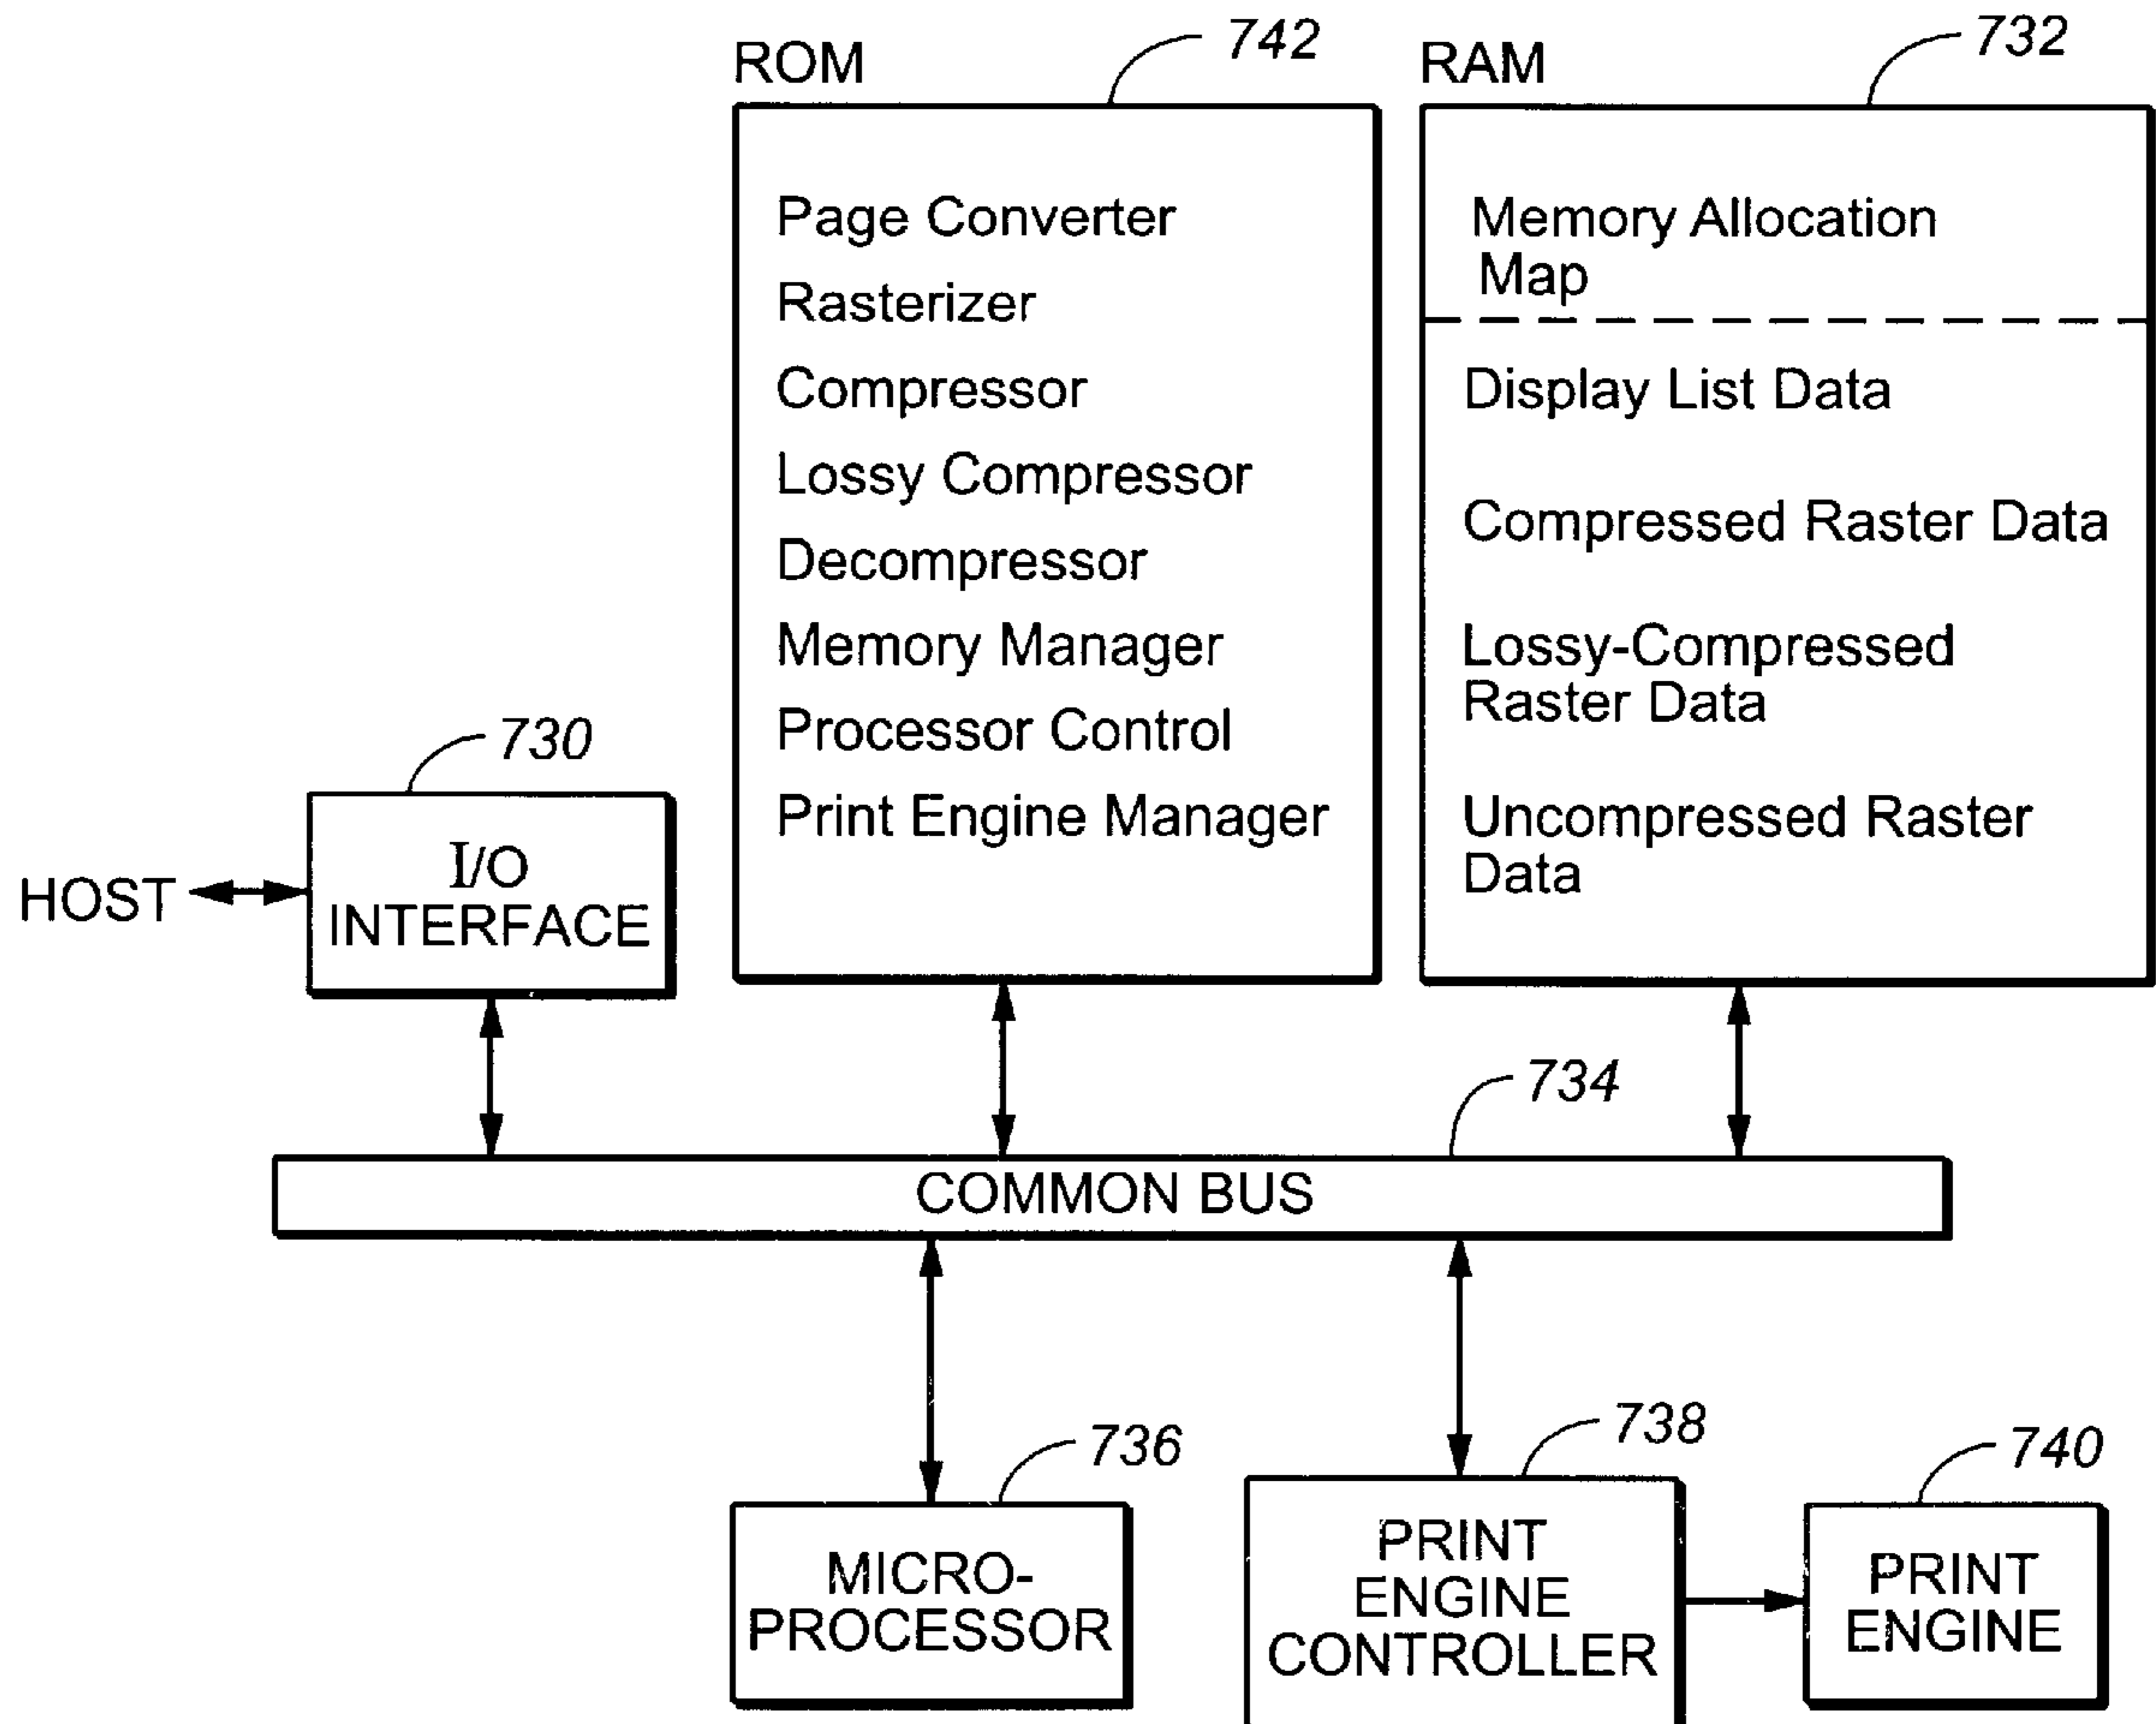 742
732
ROM
RAM
Page Converter
Rasterizer
Compressor
Lossy Compressor
Decompressor
Memory Manager
Processor Control
Print Engine Manager
Memory Allocation
Map
Display List Data
Compressed Raster Data
Lossy-Compressed
Raster Data
Uncompressed Raster
Data
730
HOST
I/O
INTERFACE
734
COMMON BUS
736
MICRO-
PROCESSOR
738
PRINT
ENGINE
CONTROLLER
740
PRINT
ENGINE